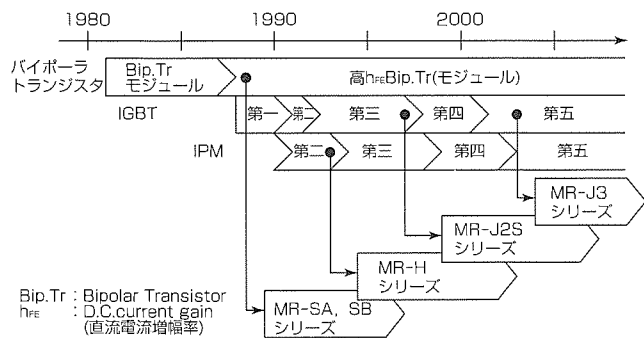 1980 1990 2000
バイポーラ
トランジスタ
Bip.Tr
モジュール
高hFEBip.Tr(モジュール)
IGBT 第一 第二 第三 第四 第五
IPM 第二 第三 第四 第五
MR-J3
シリーズ
MR-J2S
シリーズ
MR-H
シリーズ
MR-SA, SB
シリーズ
Bip.Tr : Bipolar Transistor
hFE : D.C.current gain
(直流電流増幅率)